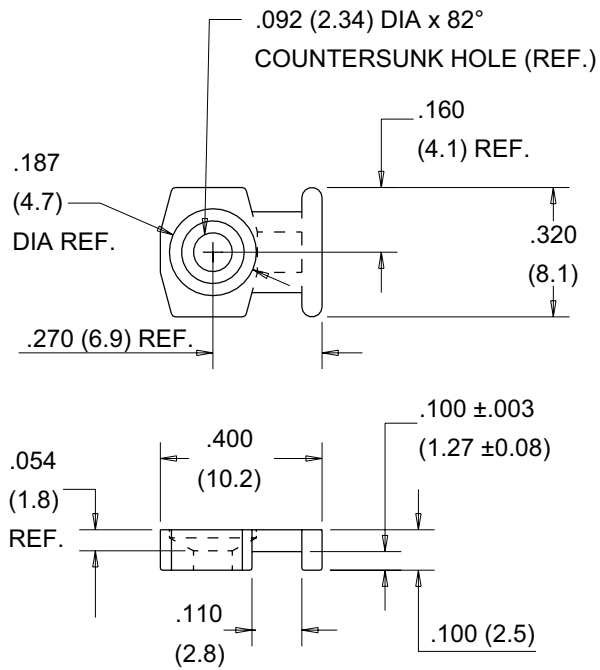 .092 (2.34) DIA x 82°
COUNTERSUNK HOLE (REF.)
.160
(4.1) REF.
.187
(4.7)
DIA REF.
.320
(8.1)
.270 (6.9) REF.
.100 ±.003
(1.27 ±0.08)
.400
(10.2)
.054
(1.8)
REF.
.110
(2.8)
.100 (2.5)